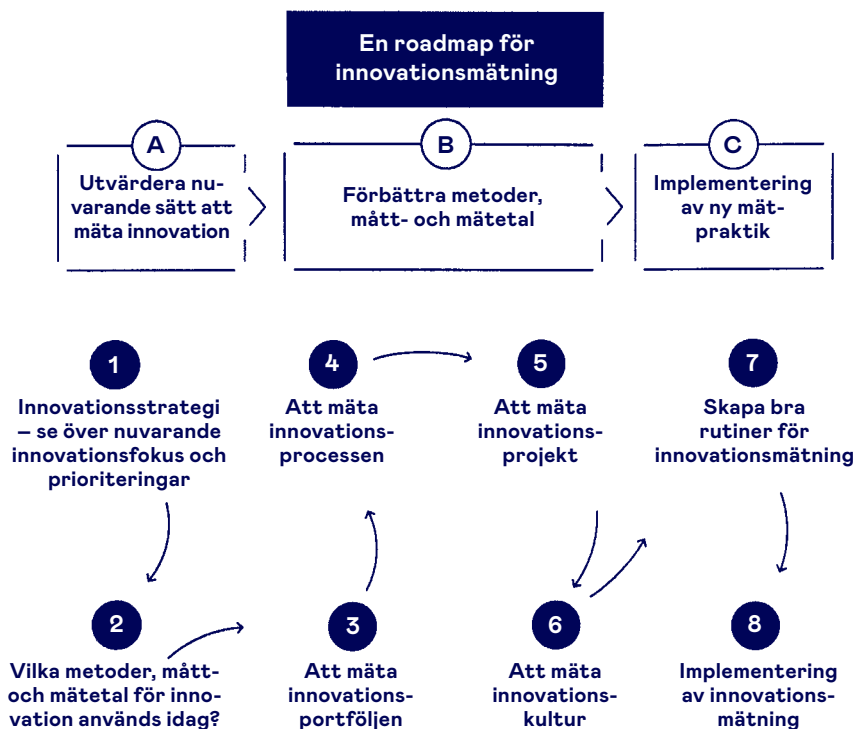 En roadmap för
innovationsmätning
A
Utvärdera nu-
varande sätt att
mäta innovation
B
Förbättra metoder,
mått- och mätetal
C
Implementering
av ny mät-
praktik
1
Innovationsstrategi
– se över nuvarande
innovationsfokus och
prioriteringar
2
Vilka metoder, mått-
och mätetal för inno-
vation används idag?
3
Att mäta
innovations-
portföljen
4
Att mäta
innovations-
processen
5
Att mäta
innovations-
projekt
6
Att mäta
innovations-
kultur
7
Skapa bra
rutiner för
innovationsmätning
8
Implementering
av innovations-
mätning